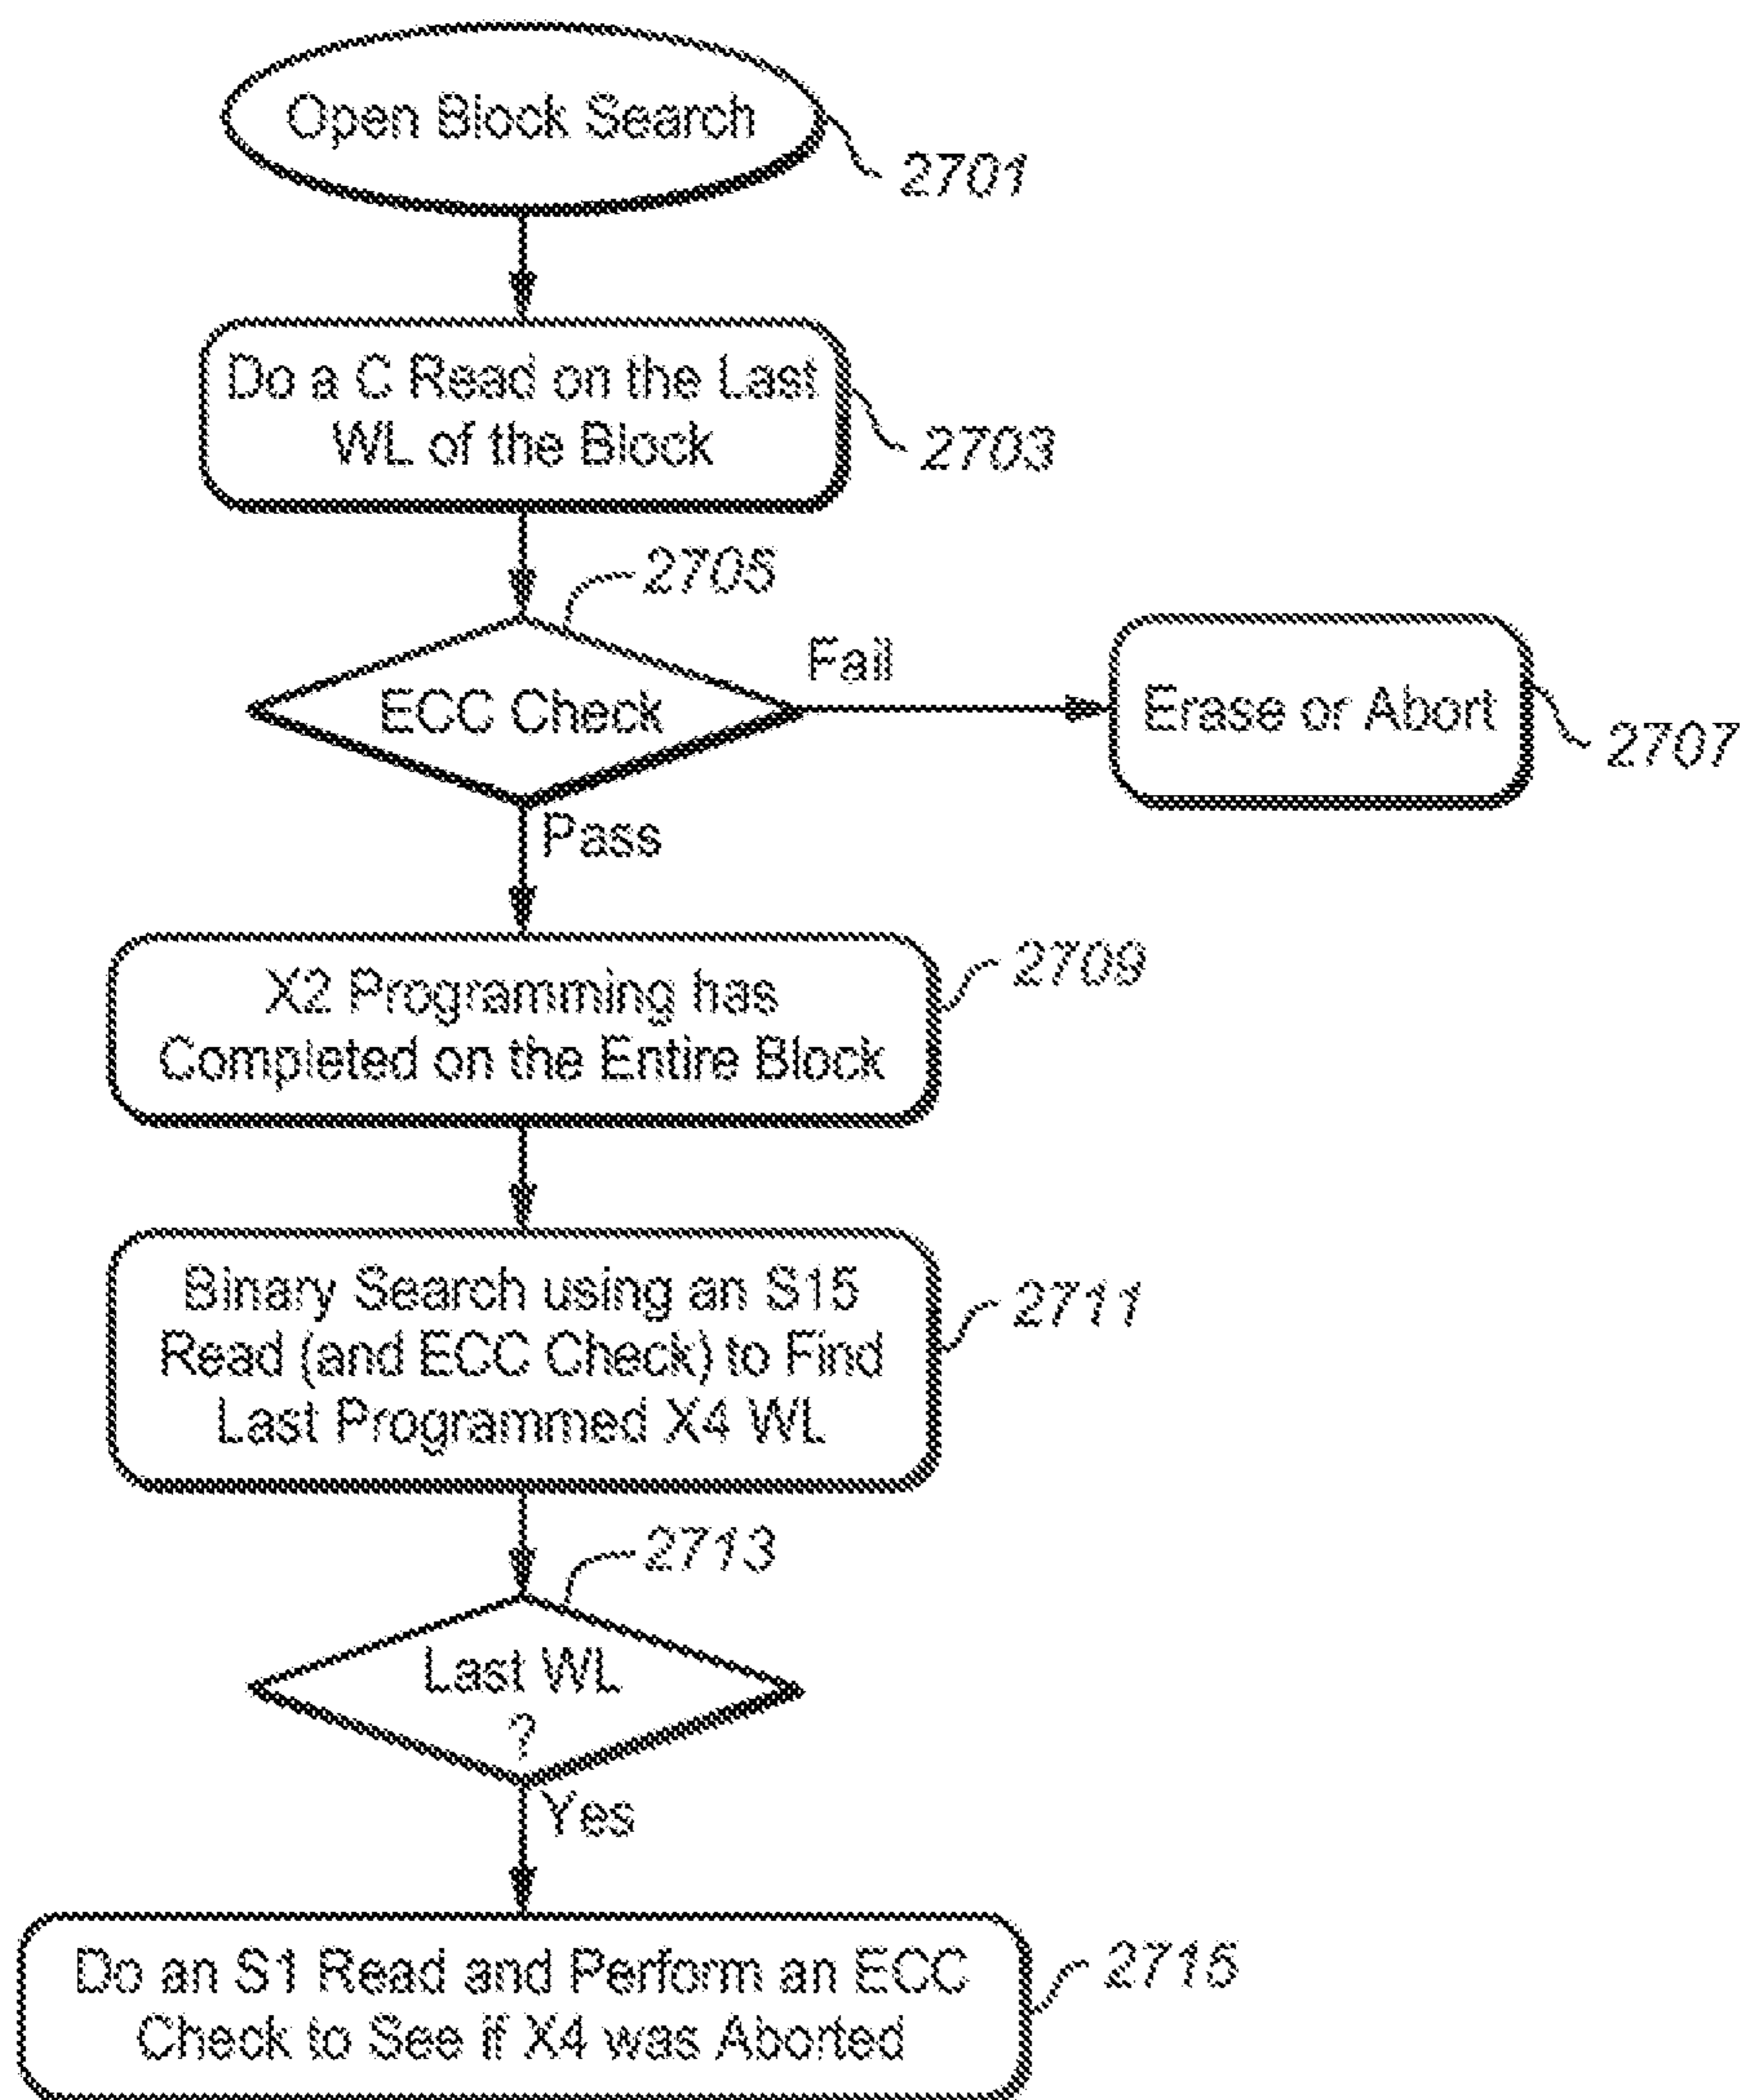 Open Block Search
2701
Do a C Read on the Last
WL of the Block
2703
2705
ECC Check
Fail
Erase or Abort
2707
Pass
X2 Programming has
Completed on the Entire Block
2709
Binary Search using an S15
Read (and ECC Check) to Find
Last Programmed X4 WL
2711
2713
Last WL
?
Yes
Do an S1 Read and Perform an ECC
Check to See if X4 was Aborted
2715